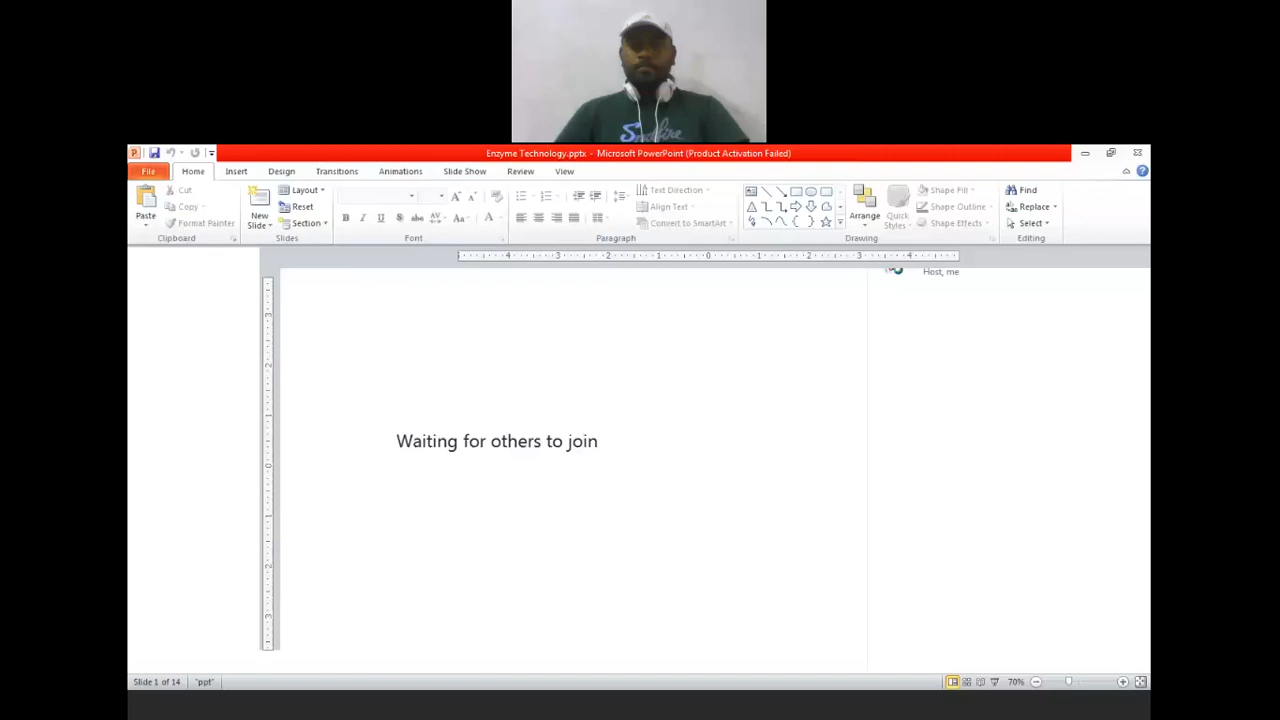 Enzyme Technology.pptx - Microsoft PowerPoint (Product Activation Failed)
File Home Insert Design Transitions Animations Slide Show Review View
Paste
Cut
Copy
Format Painter
Clipboard
New Slide
Layout
Reset
Section
Slides
Font
Text Direction
Align Text
Convert to SmartArt
Paragraph
Arrange
Quick Styles
Shape Fill
Shape Outline
Shape Effects
Drawing
Find
Replace
Select
Editing
Host, me
Waiting for others to join
Slide 1 of 14 "ppt" 70%